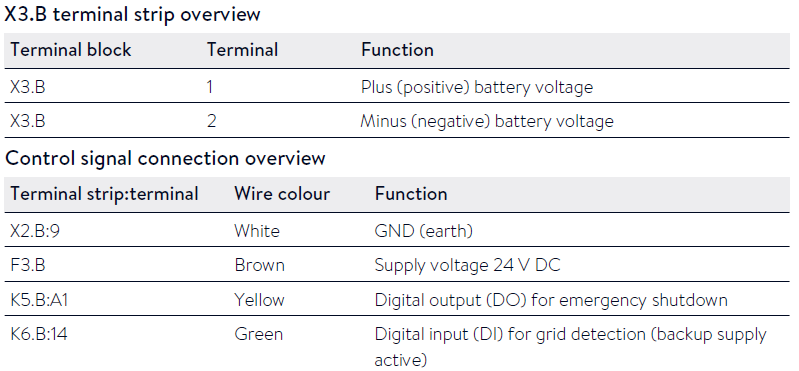 X3.B terminal strip overview
Terminal block Terminal Function
X3.B 1 Plus (positive) battery voltage
X3.B 2 Minus (negative) battery voltage
Control signal connection overview
Terminal strip:terminal Wire colour Function
X2.B:9 White GND (earth)
F3.B Brown Supply voltage 24 V DC
K5.B:A1 Yellow Digital output (DO) for emergency shutdown
K6.B:14 Green Digital input (DI) for grid detection (backup supply
active)